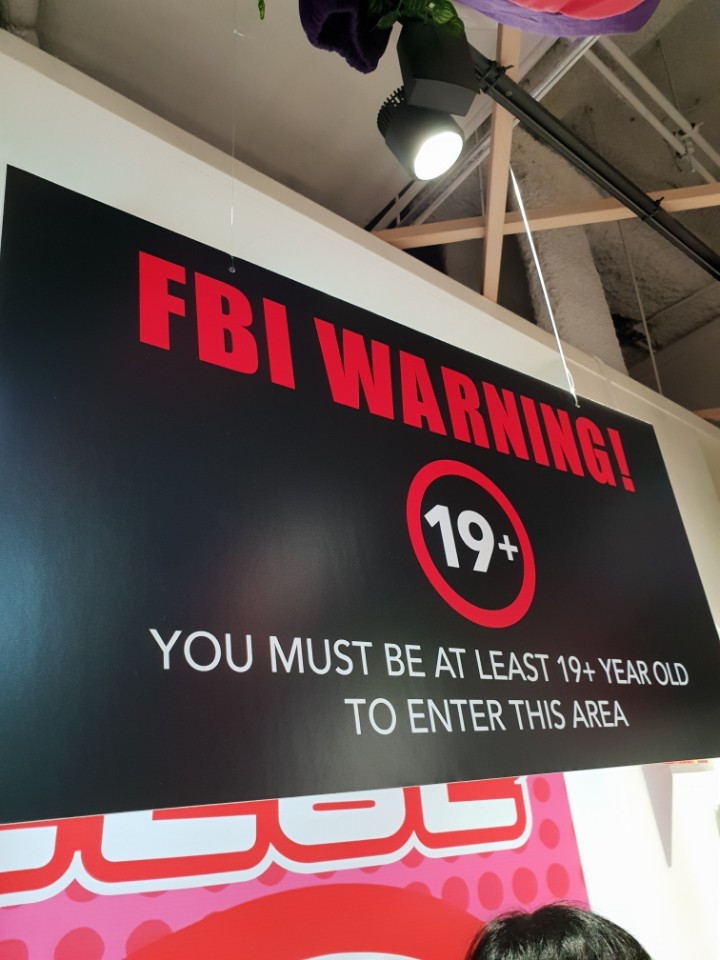 FBI WARNING!
19+
YOU MUST BE AT LEAST 19+ YEAR OLD
TO ENTER THIS AREA